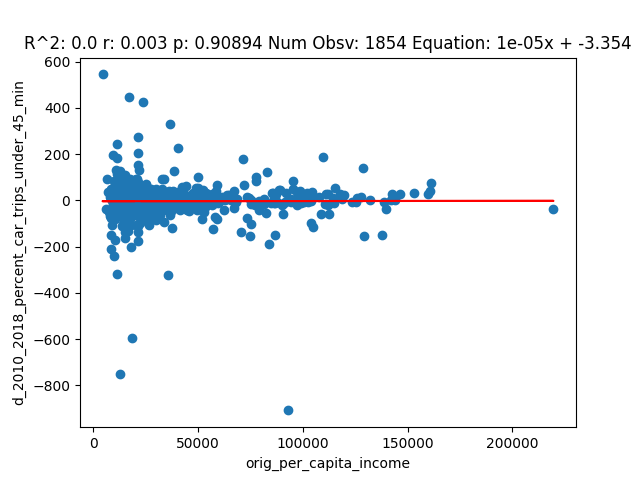 R^2: 0.0 r: 0.003 p: 0.90894 Num Obsv: 1854 Equation: 1e-05x + -3.354
d_2010_2018_percent_car_trips_under_45_min
600
400
200
0
−200
−400
−600
−800
0 50000 100000 150000 200000
orig_per_capita_income